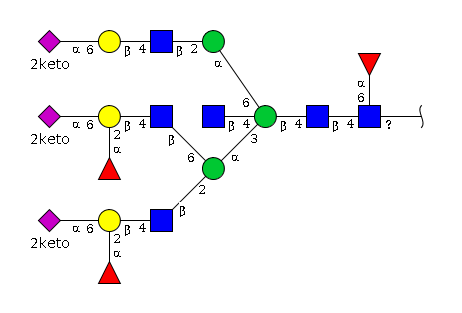 α 6 β 4 β 2
2keto α
6 α 6
α 6 β 4 β 4 β 4 β 4 ?
2keto 2 β 3
α 6 α
2
β
α 6 β 4
2keto 2
α